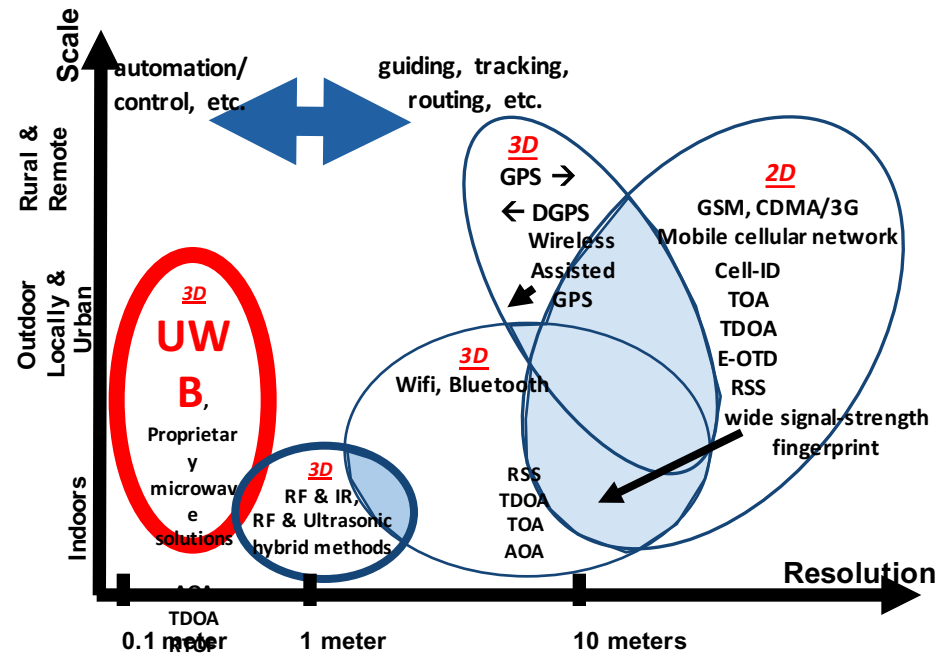 Scale
automation/
control, etc.
guiding, tracking,
routing, etc.
Rural &
Remote
Outdoor
Locally &
Urban
Indoors
3D
GPS →
← DGPS
Wireless
Assisted
GPS
2D
GSM, CDMA/3G
Mobile cellular network
Cell-ID
TOA
TDOA
E-OTD
RSS
wide signal-strength
fingerprint
3D
UW
B,
Proprietar
y
microwav
e
solutions
AOA
TDOA
RTOF
3D
RF & IR,
RF & Ultrasonic
hybrid methods
3D
Wifi, Bluetooth
RSS
TDOA
TOA
AOA
Resolution
0.1 meter
1 meter
10 meters